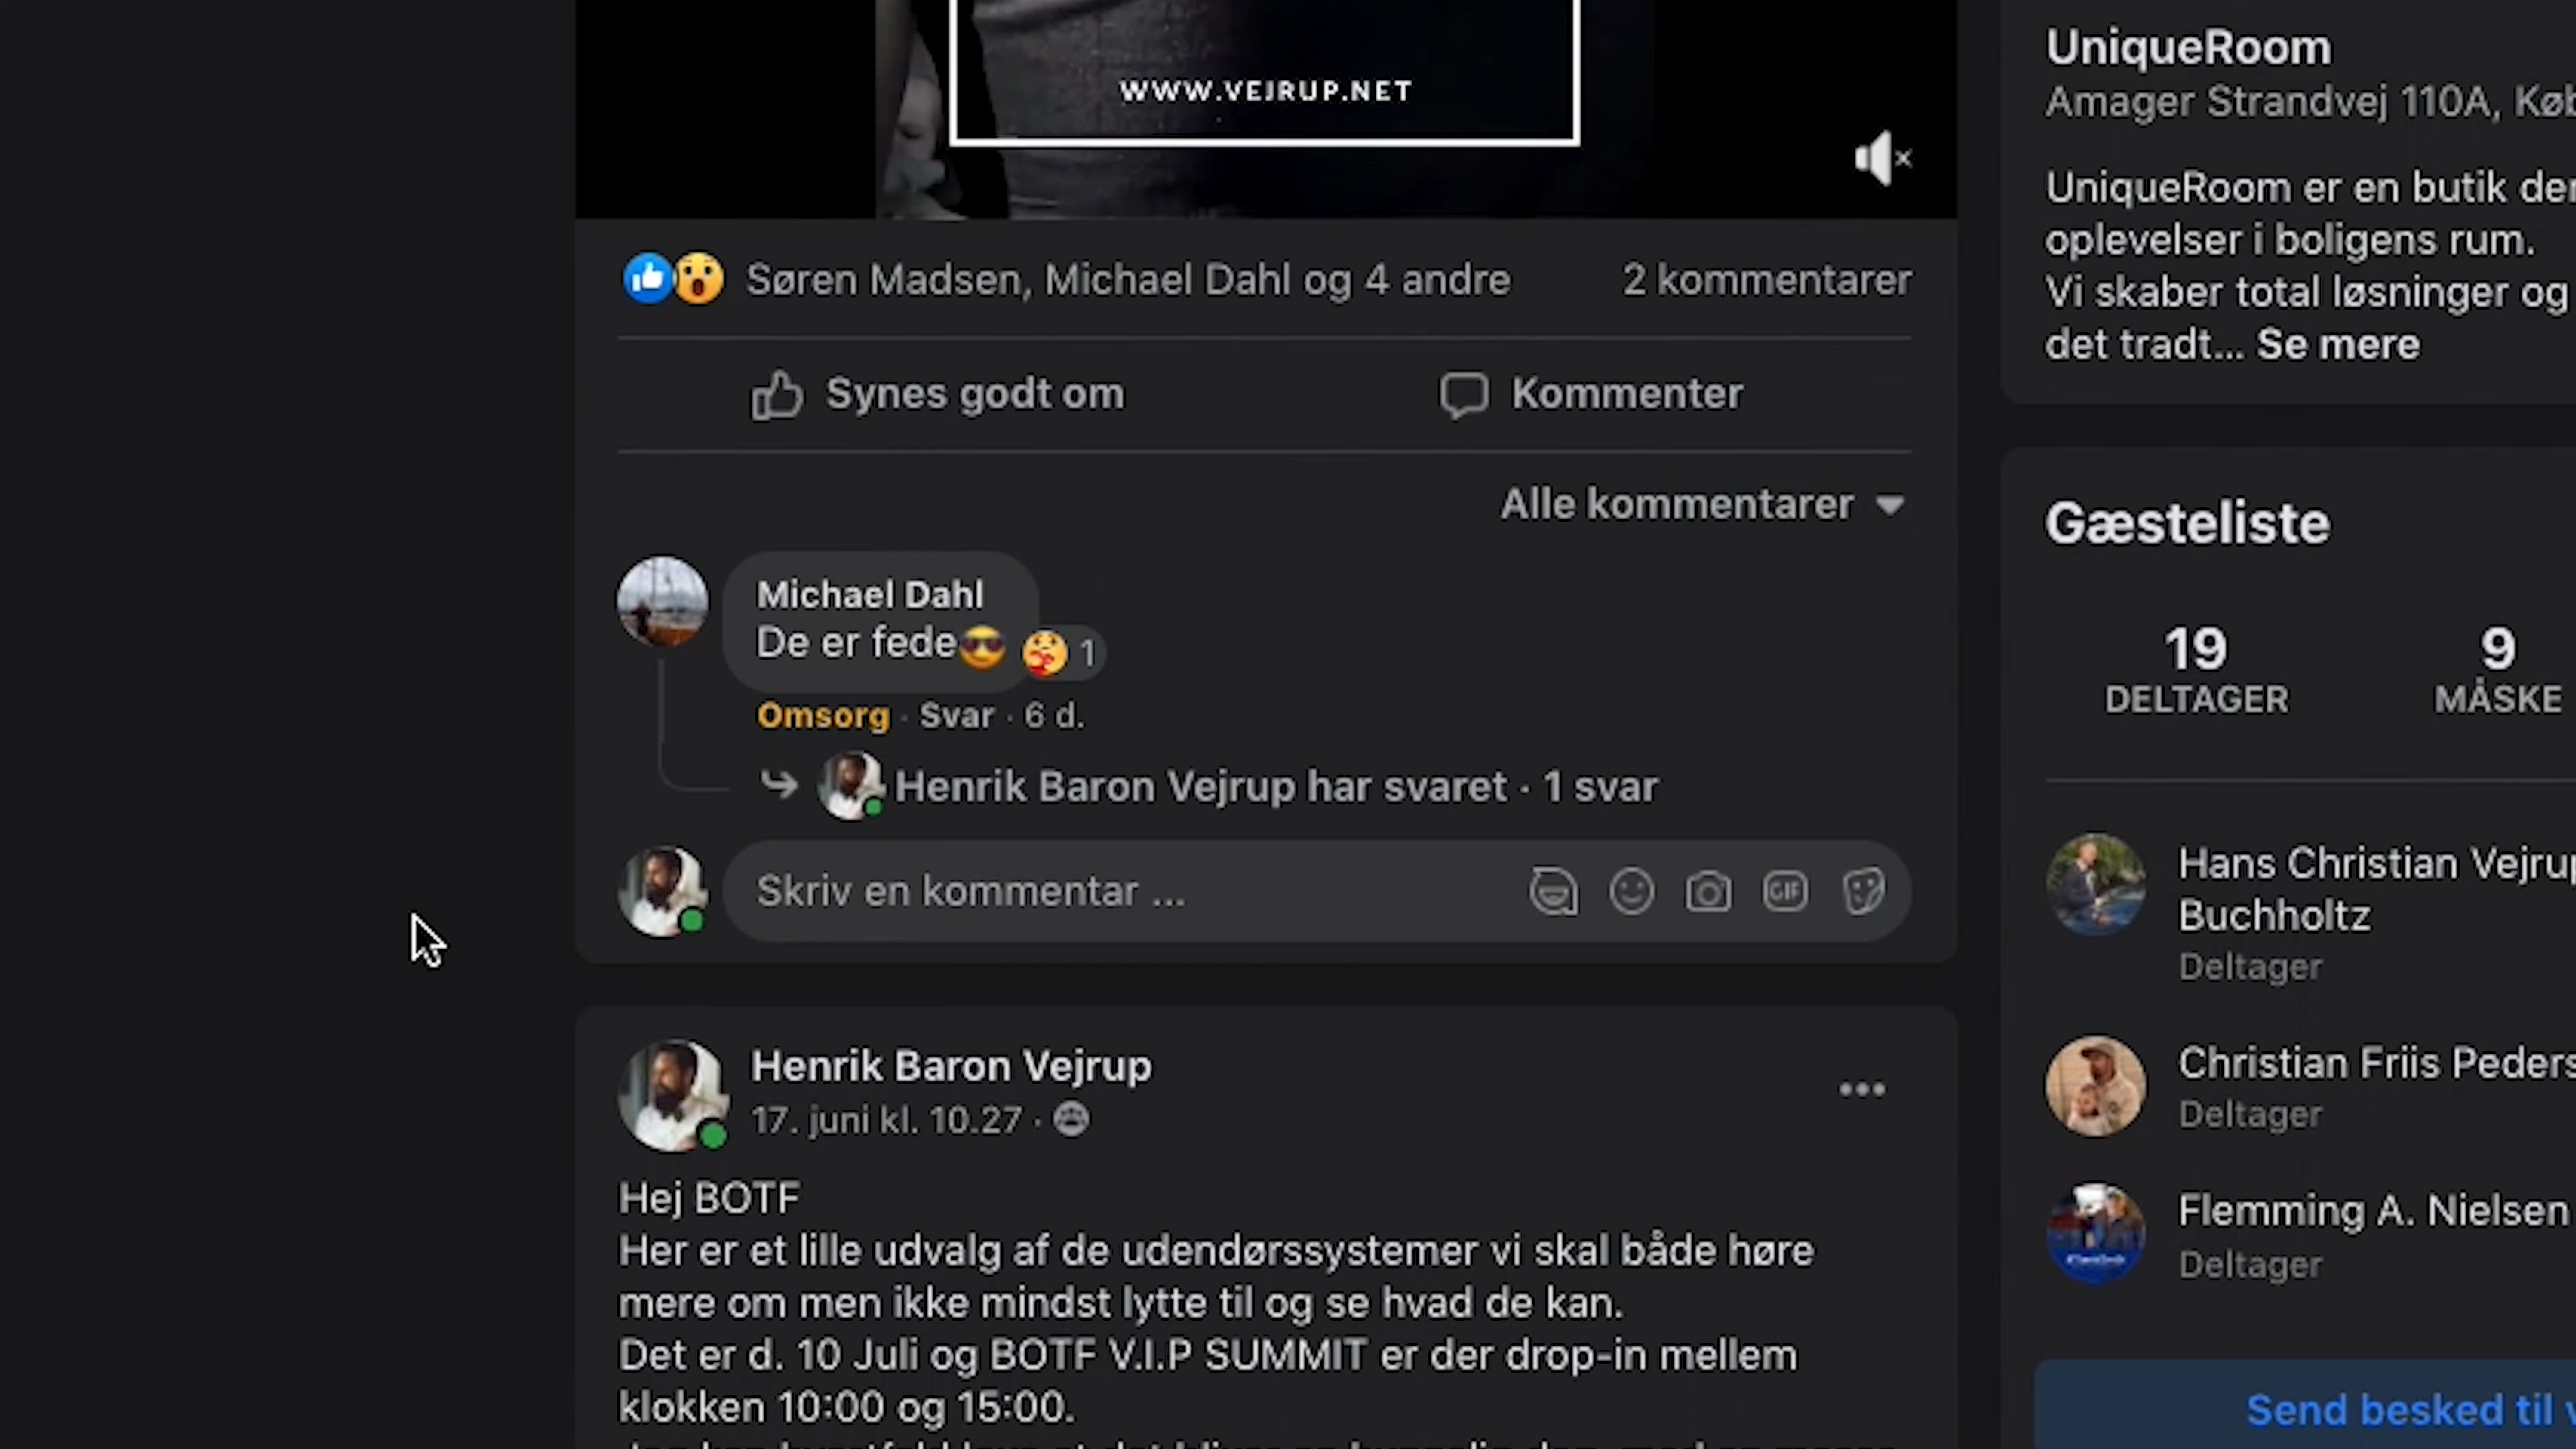 WWW.VEJRUP.NET
Søren Madsen, Michael Dahl og 4 andre
2 kommentarer
Synes godt om
Kommenter
Alle kommentarer
Michael Dahl
De er fede😎
1
Omsorg · Svar · 6 d.
Henrik Baron Vejrup har svaret · 1 svar
Skriv en kommentar ...
GIF
Henrik Baron Vejrup
17. juni kl. 10.27 ·
Hej BOTF
Her er et lille udvalg af de udendørssystemer vi skal både høre
mere om men ikke mindst lytte til og se hvad de kan.
Det er d. 10 Juli og BOTF V.I.P SUMMIT er der drop-in mellem
klokken 10:00 og 15:00.
UniqueRoom
Amager Strandvej 110A,
UniqueRoom er en butik
oplevelser i boligens rum.
Vi skaber total løsninger og
det tradt... Se mere
Gæsteliste
19
DELTAGER
9
MÅSKE
Hans Christian
Buchholtz
Deltager
Christian Friis
Deltager
Flemming A. Nielsen
Deltager
Send besked til